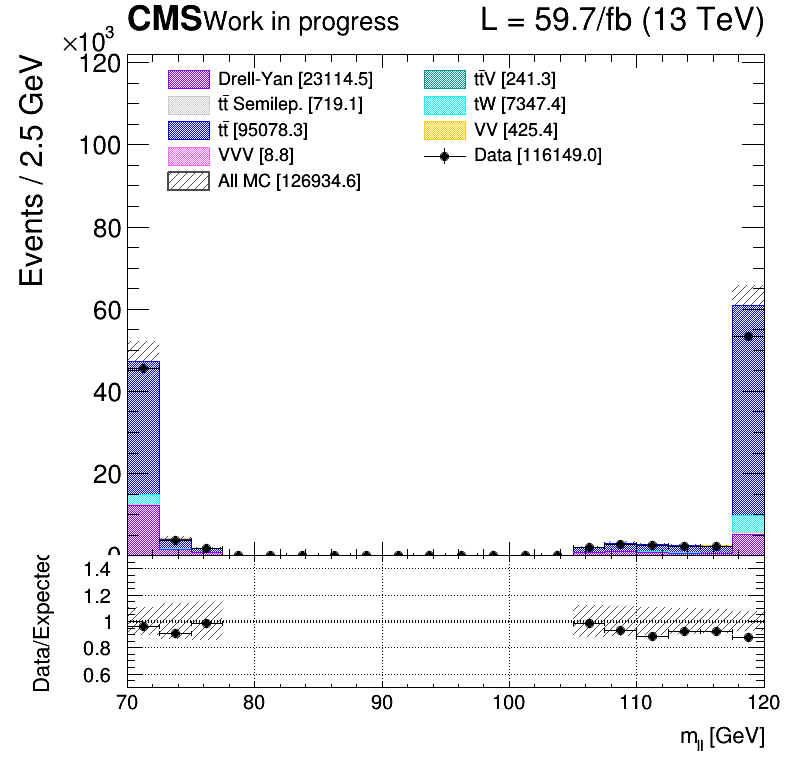 CMS Work in progress L = 59.7/fb (13 TeV)
×10³
Events / 2.5 GeV
120
100
80
60
40
20
0
Drell-Yan [23114.5]
tt̄ Semilep. [719.1]
tt̄ [95078.3]
VVV [8.8]
All MC [126934.6]
tt̄V [241.3]
tW [7347.4]
VV [425.4]
Data [116149.0]
Data/Expected
1.4
1.2
1
0.8
0.6
70 80 90 100 110 120
m_ll [GeV]